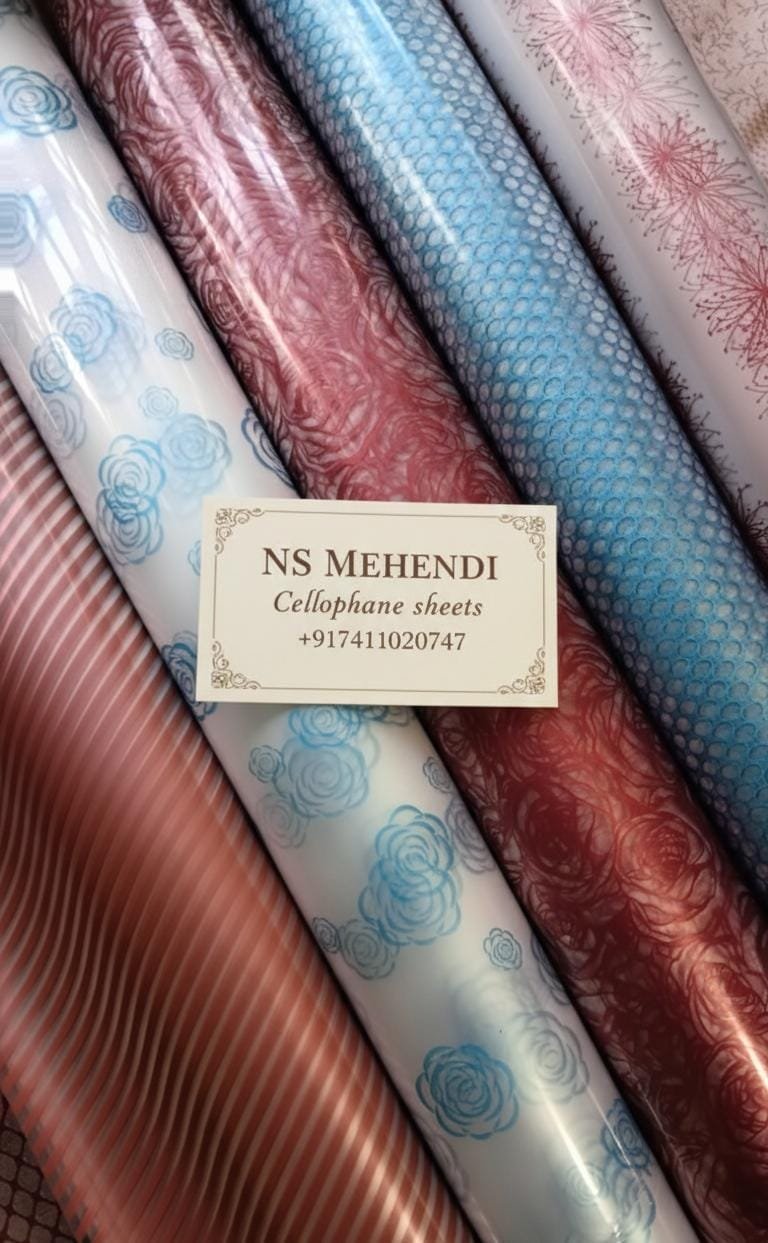 NS MEHENDI
Cellophane sheets
+917411020747